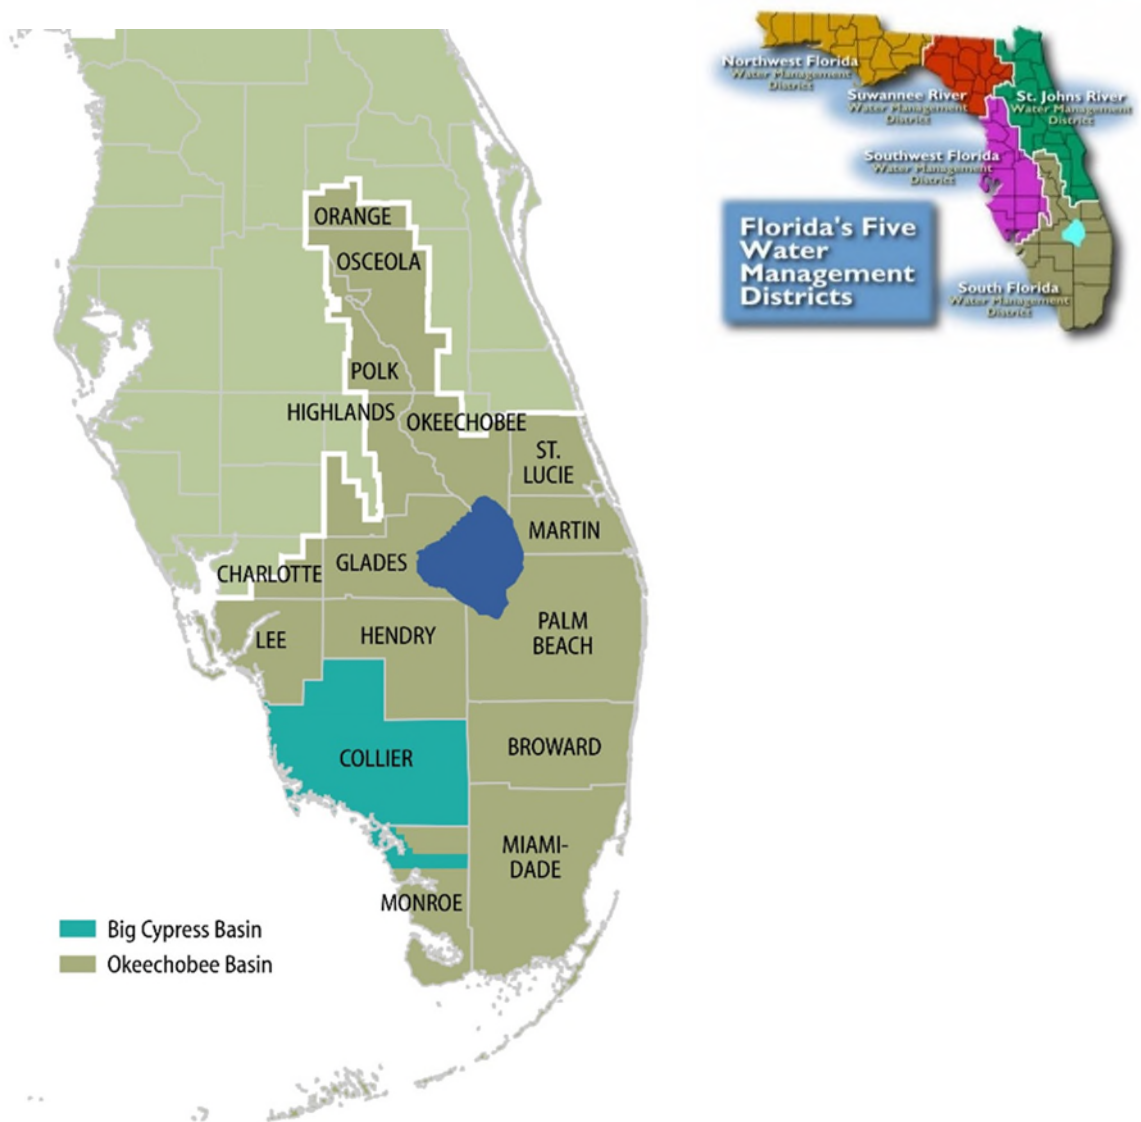 Northwest Florida
Water Management
District
Suwannee River
Water Management
District
St. Johns River
Water Management
District
Southwest Florida
Water Management
District
Florida's Five
Water
Management
Districts
South Florida
Water Management
District
ORANGE
OSCEOLA
POLK
HIGHLANDS
OKEECHOBEE
ST.
LUCIE
MARTIN
GLADES
CHARLOTTE
PALM
BEACH
HENDRY
LEE
BROWARD
COLLIER
MIAMI-
DADE
MONROE
Big Cypress Basin
Okeechobee Basin